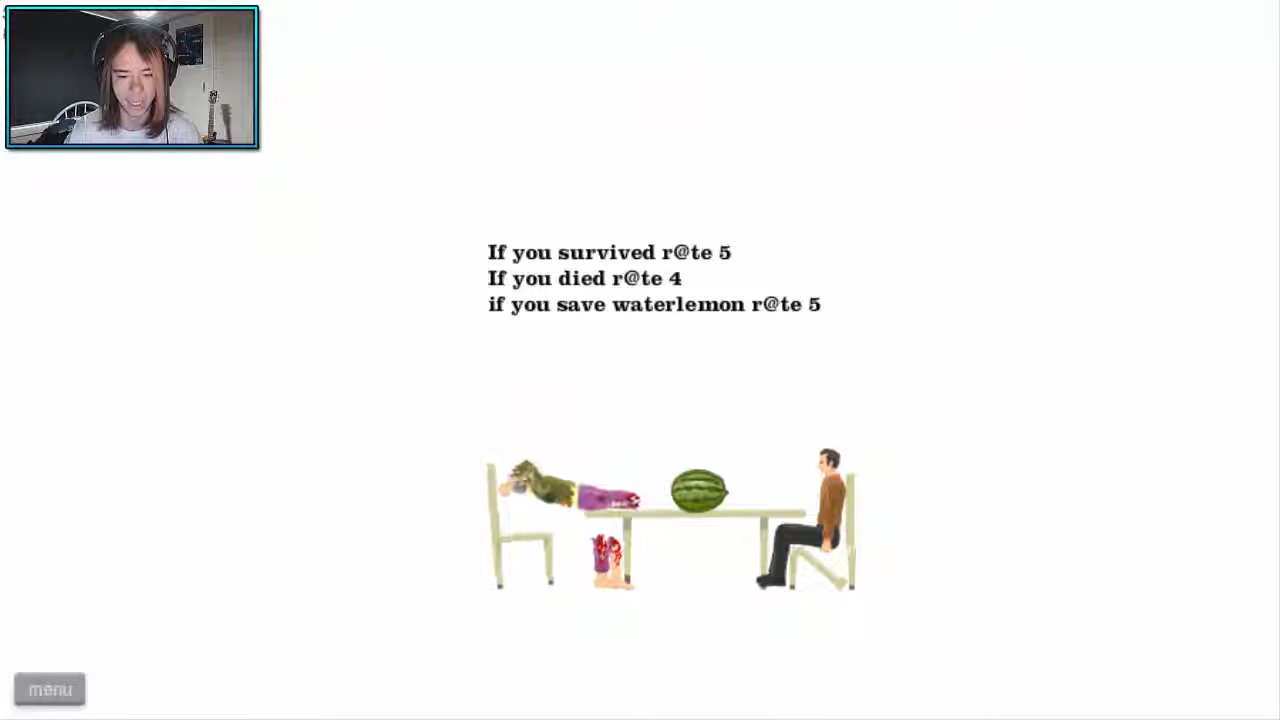 If you survived r@te 5
If you died r@te 4
if you save waterlemon r@te 5
menu